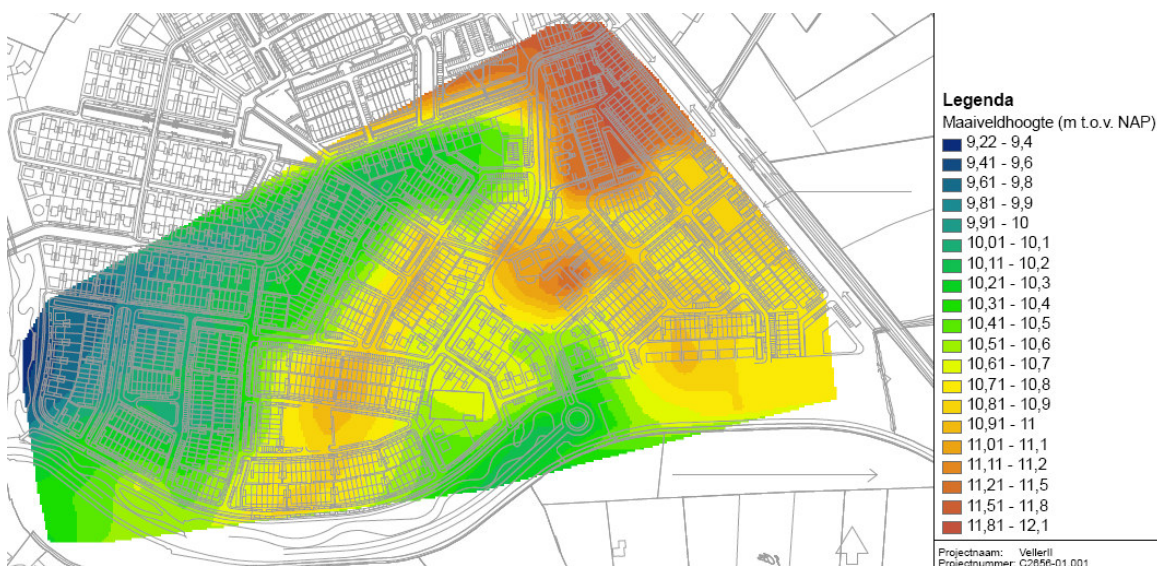 Legenda
Maaiveldhoogte (m t.o.v. NAP)
9,22 - 9,4
9,41 - 9,6
9,61 - 9,8
9,81 - 9,9
9,91 - 10
10,01 - 10,1
10,11 - 10,2
10,21 - 10,3
10,31 - 10,4
10,41 - 10,5
10,51 - 10,6
10,61 - 10,7
10,71 - 10,8
10,81 - 10,9
10,91 - 11
11,01 - 11,1
11,11 - 11,2
11,21 - 11,5
11,51 - 11,8
11,81 - 12,1
Projectnaam: VellerII
Projectnummer: C2656-01.001